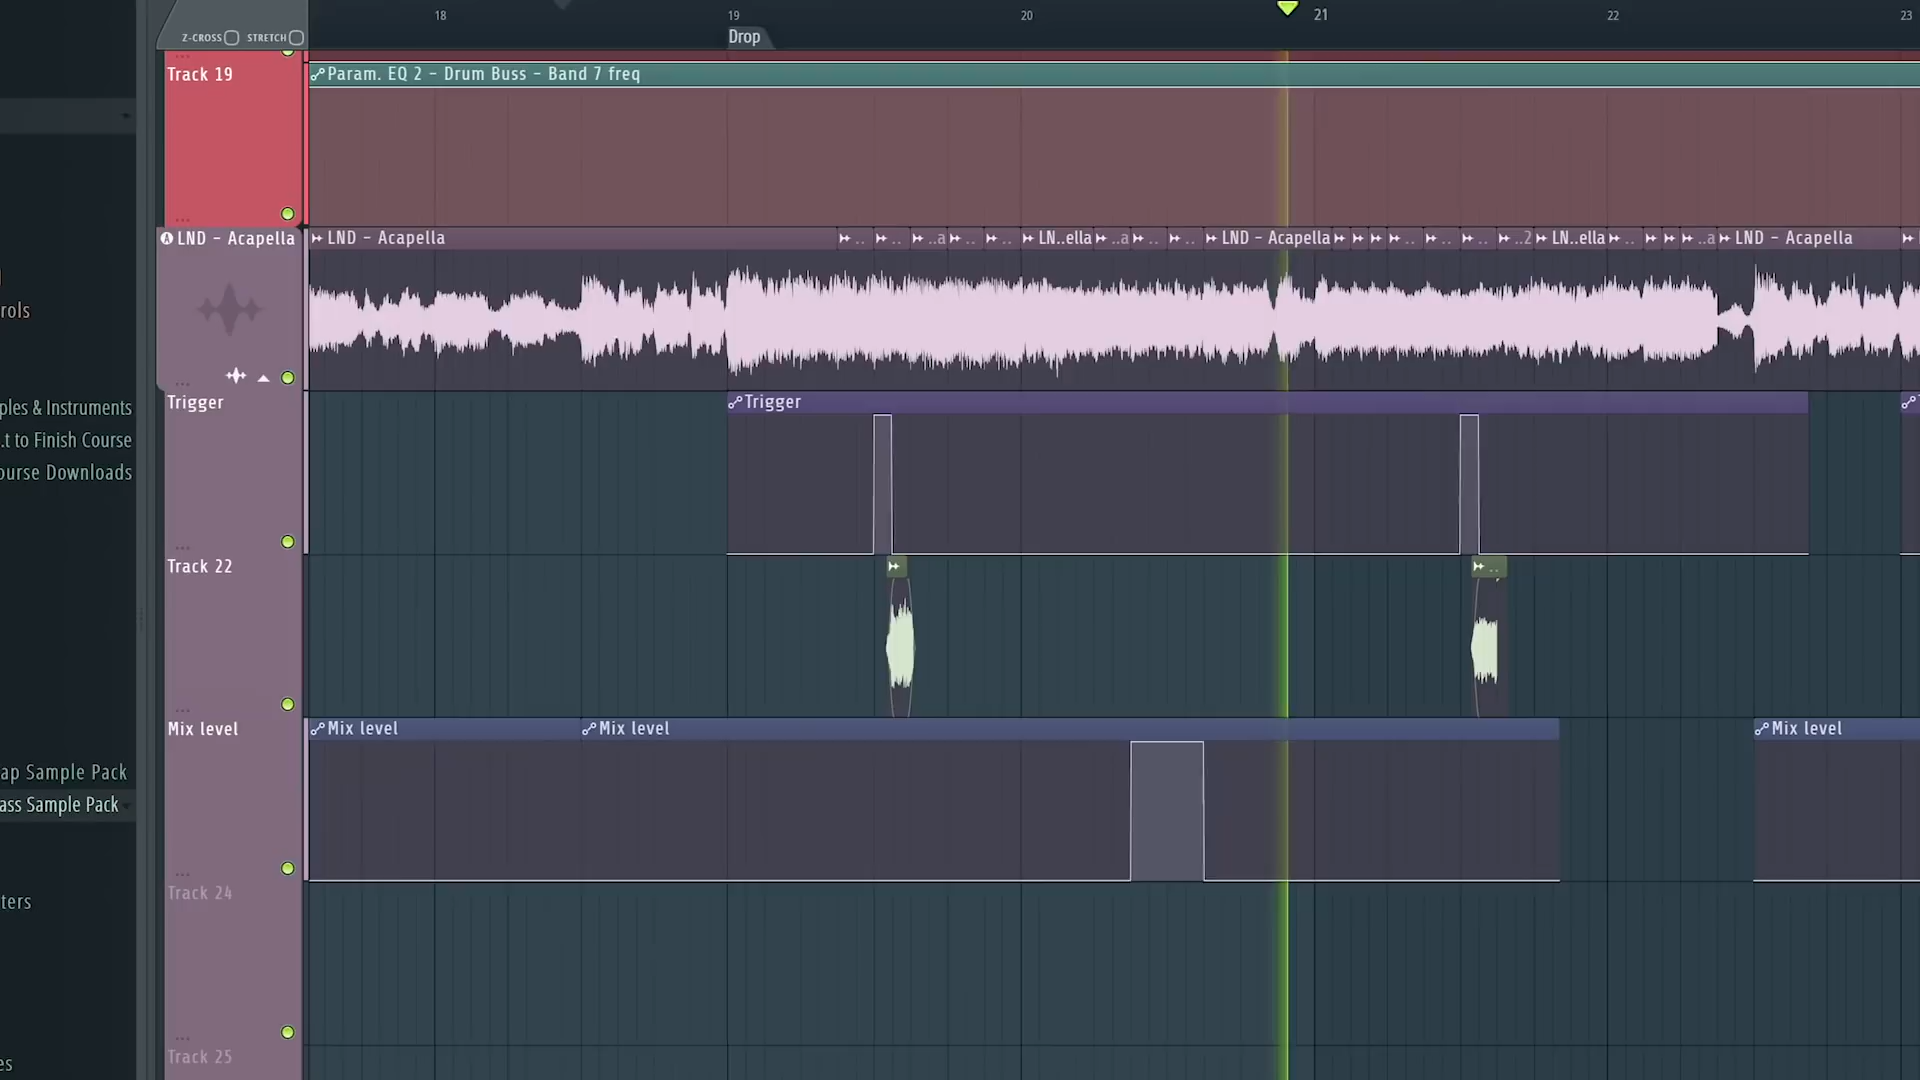 18 19 20 21 22 23
Z-CROSS STRETCH
Drop
Track 19
Param. EQ 2 - Drum Buss - Band 7 freq
LND - Acapella
LND - Acapella .. .. ..a .. .. LN..ella ..a .. .. LND - Acapella .. .. .. ..2 LN..ella .. ..a LND - Acapella
rols
Trigger
Trigger
ples & Instruments
.t to Finish Course
ourse Downloads
Track 22
..
Mix level
Mix level Mix level Mix level
ap Sample Pack
ass Sample Pack
Track 24
ters
Track 25
es